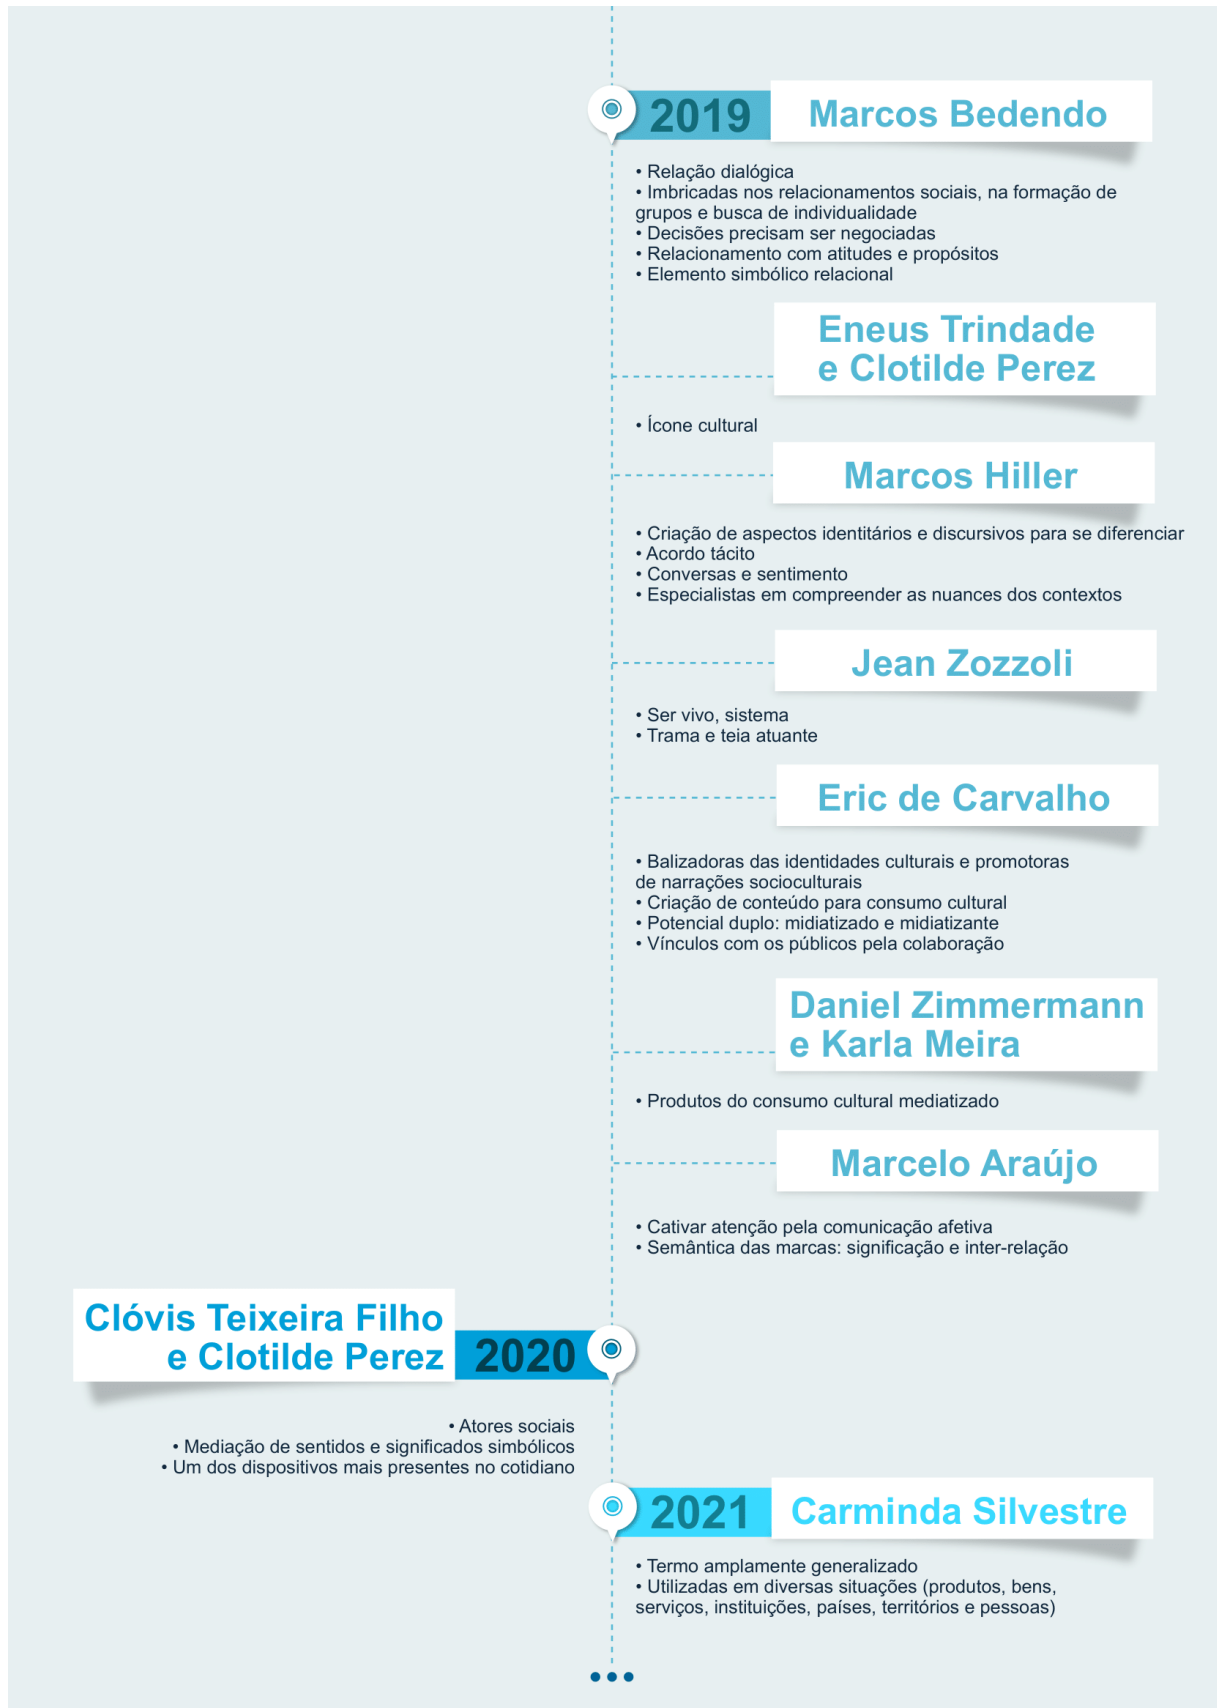 2019 Marcos Bedendo
• Relação dialógica
• Imbricadas nos relacionamentos sociais, na formação de
grupos e busca de individualidade
• Decisões precisam ser negociadas
• Relacionamento com atitudes e propósitos
• Elemento simbólico relacional
Eneus Trindade
e Clotilde Perez
• Ícone cultural
Marcos Hiller
• Criação de aspectos identitários e discursivos para se diferenciar
• Acordo tácito
• Conversas e sentimento
• Especialistas em compreender as nuances dos contextos
Jean Zozzoli
• Ser vivo, sistema
• Trama e teia atuante
Eric de Carvalho
• Balizadoras das identidades culturais e promotoras
de narrações socioculturais
• Criação de conteúdo para consumo cultural
• Potencial duplo: midiatizado e midiatizante
• Vínculos com os públicos pela colaboração
Daniel Zimmermann
e Karla Meira
• Produtos do consumo cultural mediatizado
Marcelo Araújo
• Cativar atenção pela comunicação afetiva
• Semântica das marcas: significação e inter-relação
Clóvis Teixeira Filho
e Clotilde Perez 2020
• Atores sociais
• Mediação de sentidos e significados simbólicos
• Um dos dispositivos mais presentes no cotidiano
2021 Carminda Silvestre
• Termo amplamente generalizado
• Utilizadas em diversas situações (produtos, bens,
serviços, instituições, países, territórios e pessoas)